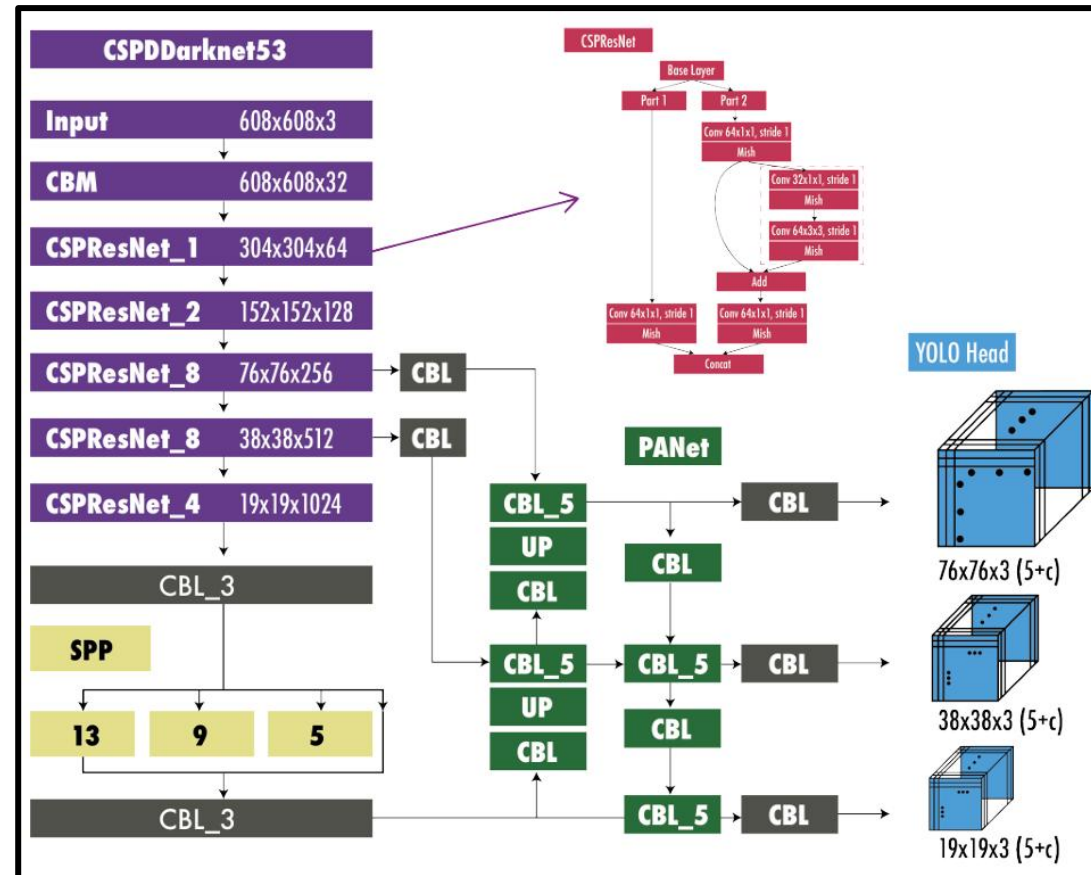 CSPDDarknet53
Input 608x608x3
CBM 608x608x32
CSPResNet_1 304x304x64
CSPResNet_2 152x152x128
CSPResNet_8 76x76x256
CSPResNet_8 38x38x512
CSPResNet_4 19x19x1024
CBL_3
SPP
13 9 5
CBL_3
CSPResNet
Base Layer
Part 1 Part 2
Conv 64x1x1, stride 1
Mish
Conv 32x1x1, stride 1
Mish
Conv 64x3x3, stride 1
Mish
Add
Conv 64x1x1, stride 1 Conv 64x1x1, stride 1
Mish Mish
Concat
CBL
CBL
PANet
CBL_5
UP
CBL
CBL_5
UP
CBL
CBL
CBL_5
CBL
CBL_5
CBL
CBL
CBL
YOLO Head
76x76x3 (5+c)
38x38x3 (5+c)
19x19x3 (5+c)